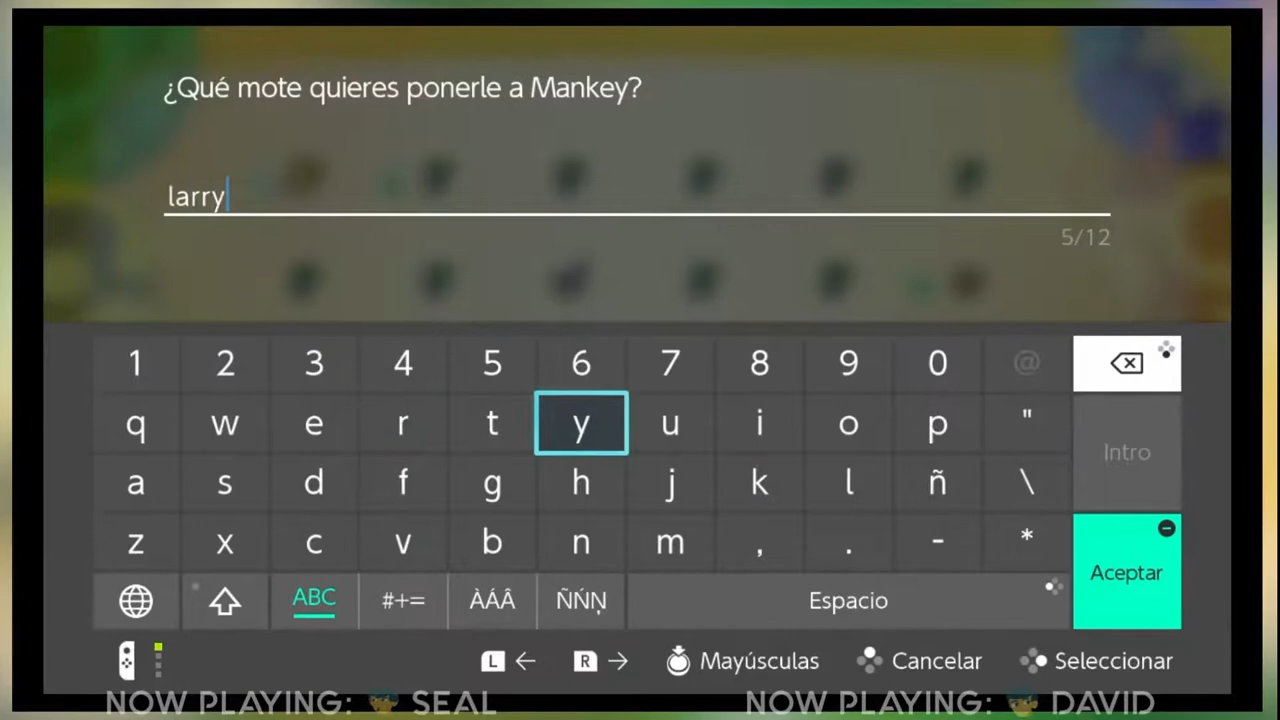 ¿Qué mote quieres ponerle a Mankey?
larry
5/12
1 2 3 4 5 6 7 8 9 0 @
q w e r t y u i o p "
Intro
a s d f g h j k l ñ \
z x c v b n m , . - *
Aceptar
ABC #+= ÀÁÂ ÑŃŅ Espacio
L ← R → Mayúsculas Cancelar Seleccionar
NOW PLAYING: SEAL NOW PLAYING: DAVID